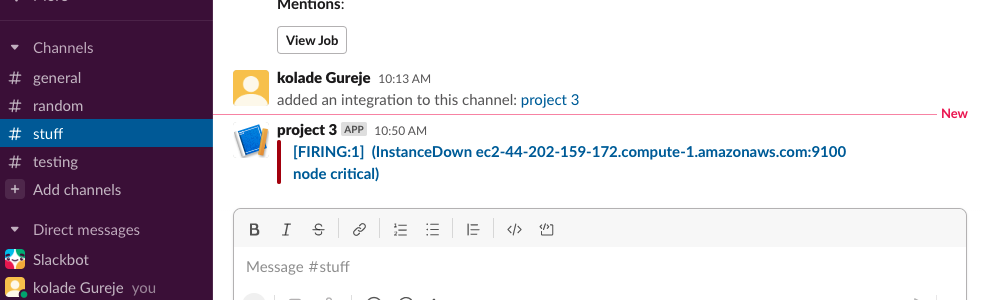 Mentions:
View Job
Channels
# general
# random
# stuff
# testing
+ Add channels
Direct messages
Slackbot
kolade Gureje you
kolade Gureje 10:13 AM
added an integration to this channel: project 3
New
project 3 APP 10:50 AM
[FIRING:1] (InstanceDown ec2-44-202-159-172.compute-1.amazonaws.com:9100
node critical)
B I S
Message #stuff